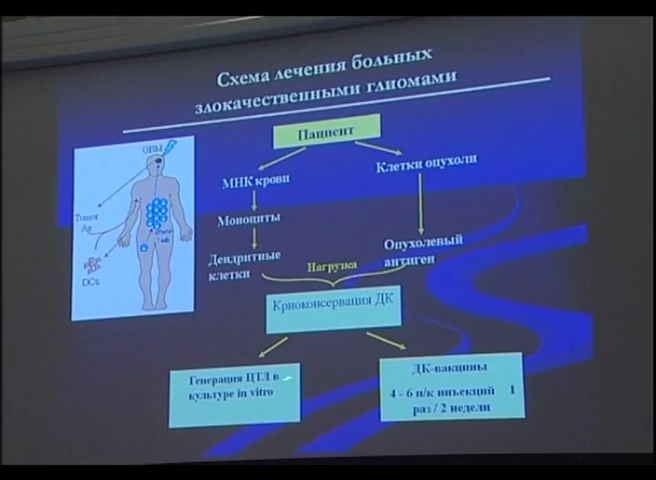 Схема лечения больных
злокачественными глиомами
Пациент
GBM
МНК крови
Клетки опухоли
Tumor
Ag
Моноциты
DCs
Дендритные
клетки
Нагрузка
Опухолевый
антиген
Криоконсервация ДК
Генерация ЦТЛ в
культуре in vitro
ДК-вакцины
4 - 6 п/к инъекций 1
раз / 2 недели